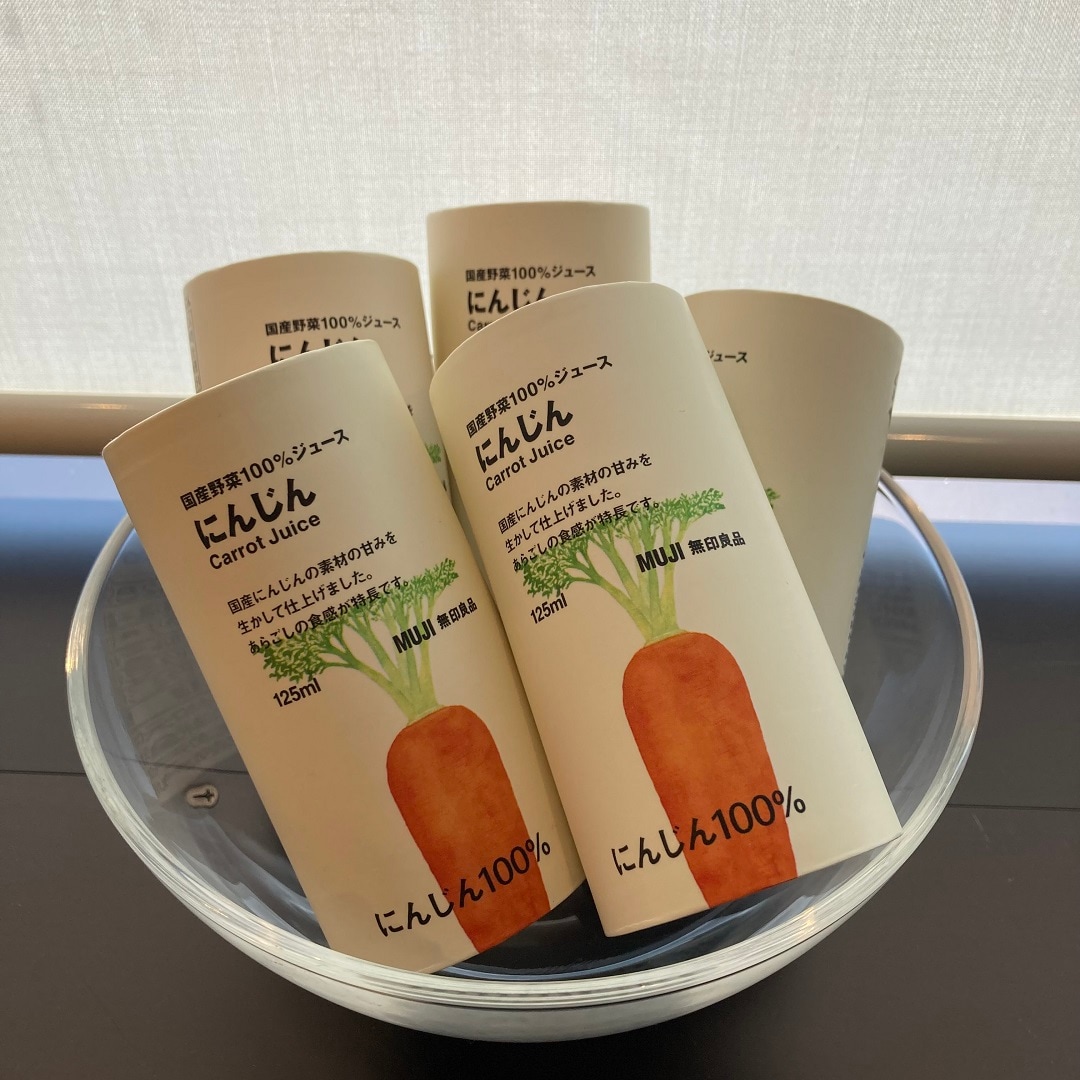 国産野菜100%ジュース
にんじん
国産野菜100%ジュース
にんじん
Car
ジュース
国産野菜100%ジュース
にんじん
Carrot Juice
国産にんじんの素材の甘みを
生かして仕上げました。
あらごしの食感が特長です。
MUJI 無印良品
125ml
にんじん100%
国産野菜100%ジュース
にんじん
Carrot Juice
国産にんじんの素材の甘みを
生かして仕上げました。
あらごしの食感が特長です。
MUJI 無印良品
125ml
にんじん100%